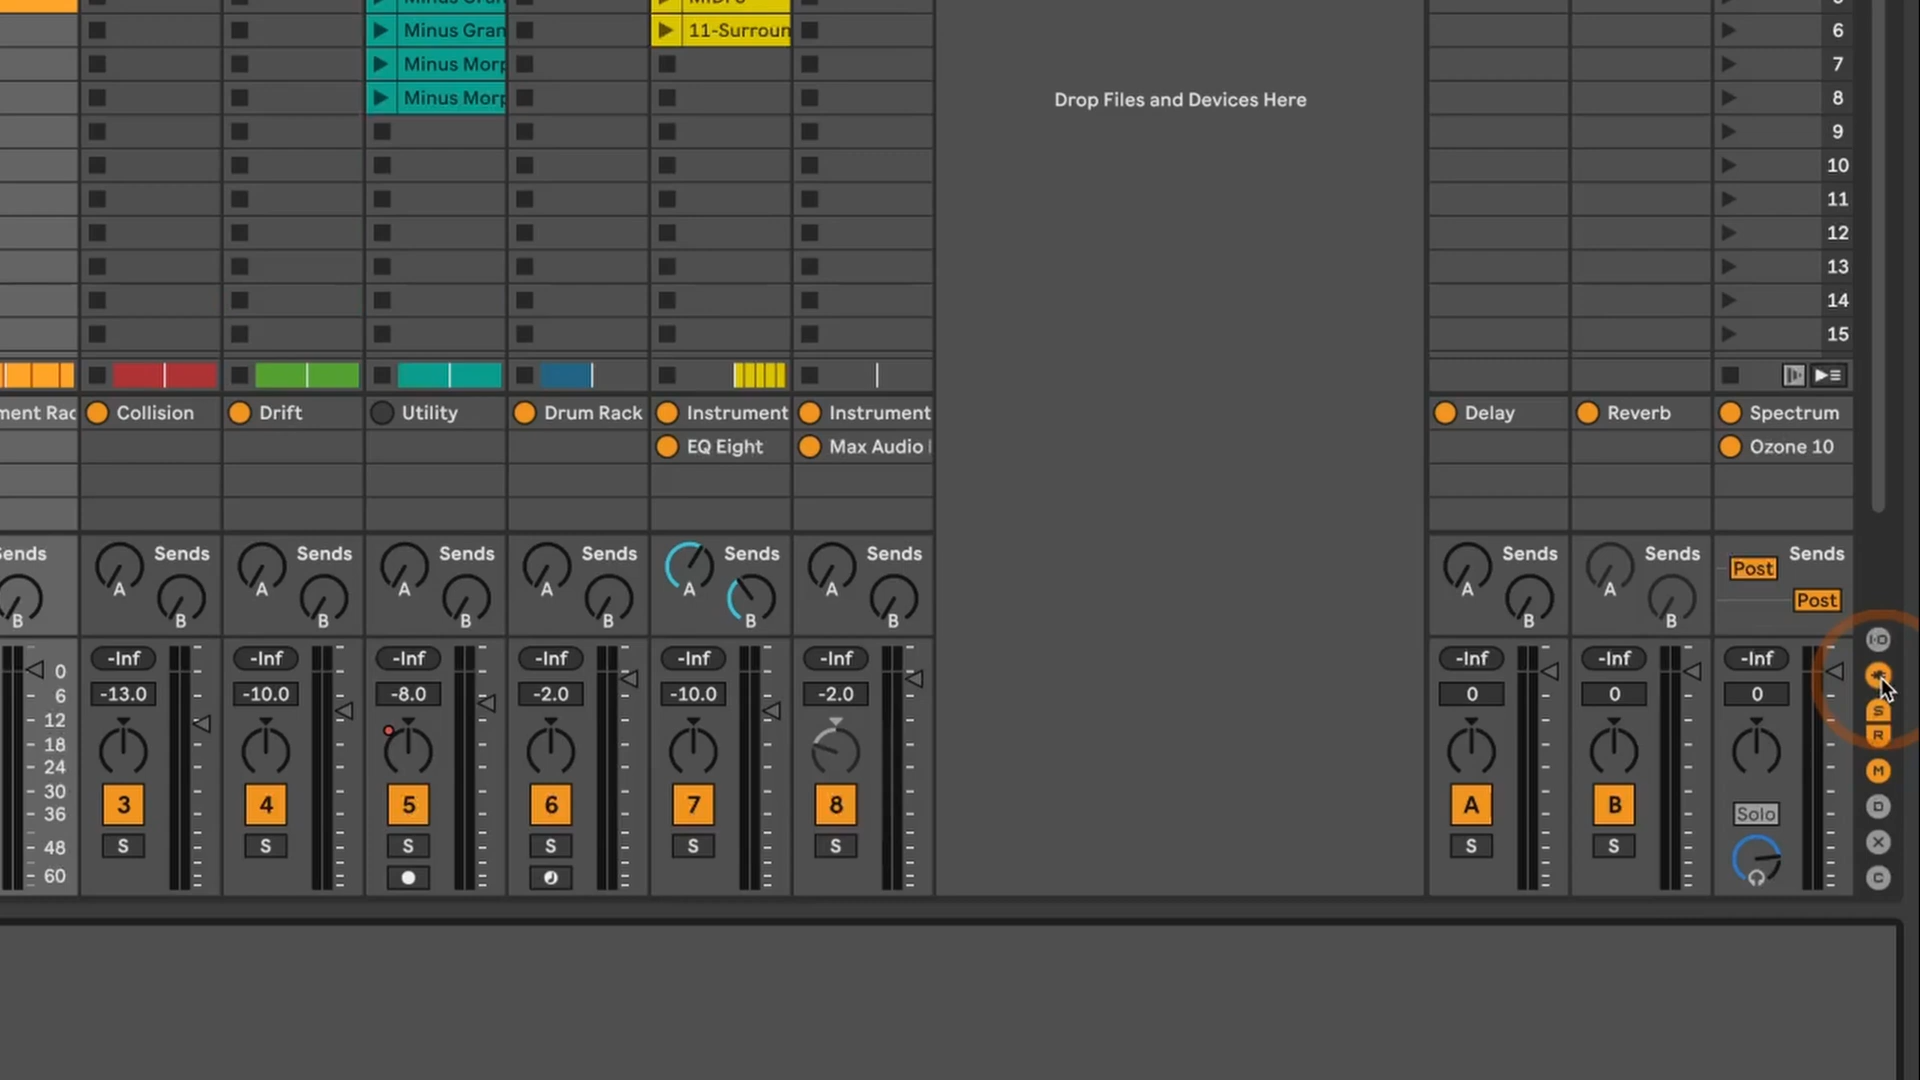 Minus Gran
11-Surroun
6
Minus Morp
7
Minus Morp
Drop Files and Devices Here
8
9
10
11
12
13
14
15
ment Rac
Collision
Drift
Utility
Drum Rack
Instrument
Instrument
Delay
Reverb
Spectrum
EQ Eight
Max Audio
Ozone 10
Sends
Sends
Sends
Sends
Sends
Sends
Sends
Sends
Sends
Sends
A
A
A
A
A
A
A
A
Post
Post
B
B
B
B
B
B
B
B
B
I·O
-Inf
-Inf
-Inf
-Inf
-Inf
-Inf
-Inf
-Inf
-Inf
0
6
12
18
24
30
36
48
60
-13.0
-10.0
-8.0
-2.0
-10.0
-2.0
0
0
0
S
R
M
D
X
C
3
4
5
6
7
8
A
B
Solo
S
S
S
S
S
S
S
S